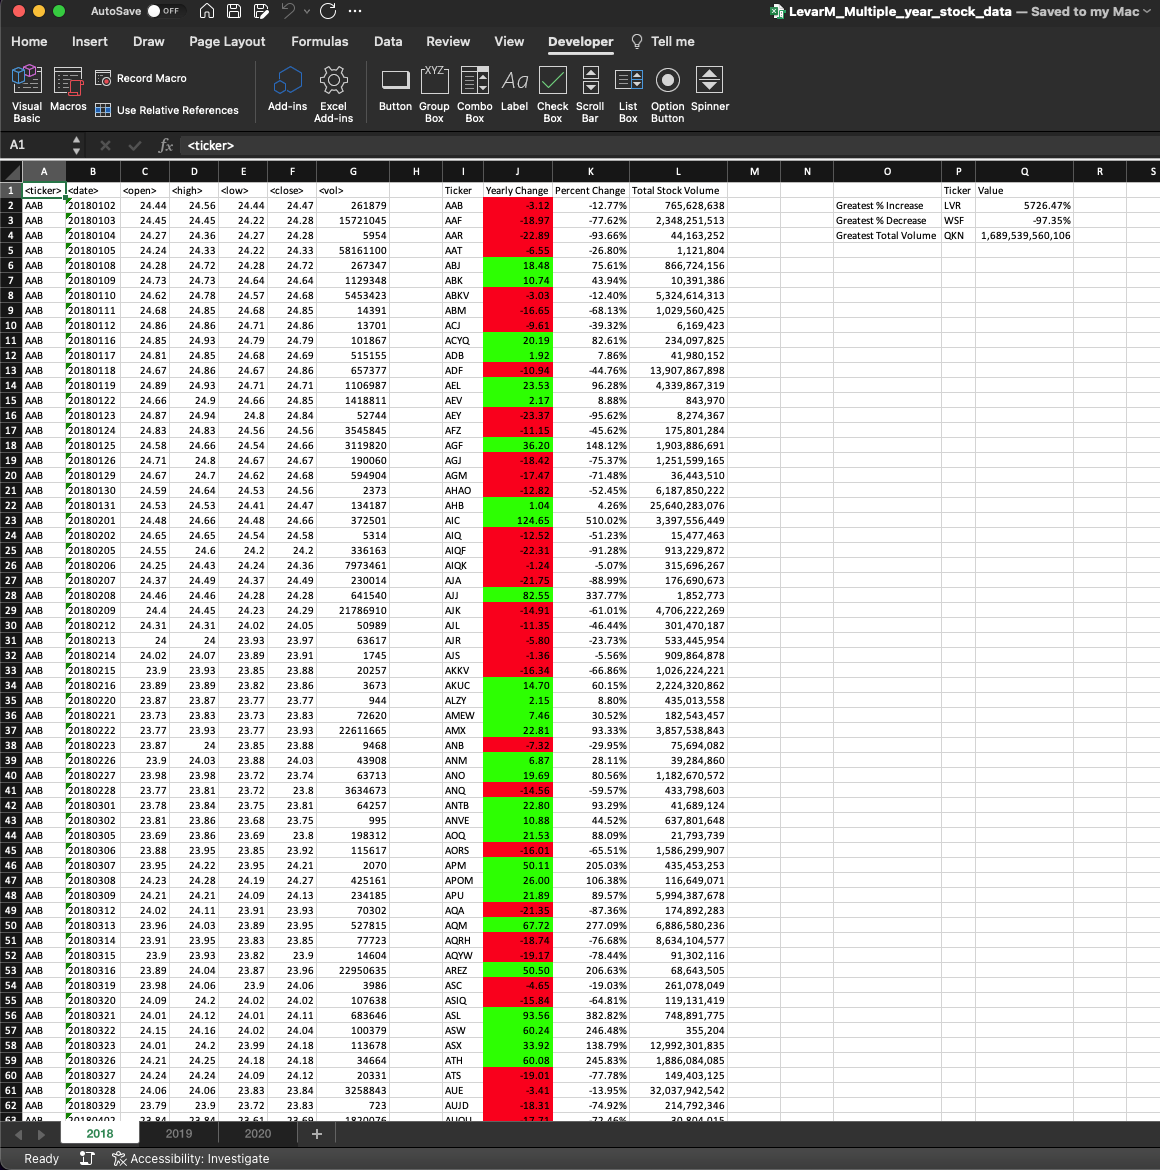 AutoSave OFF LevarM_Multiple_year_stock_data — Saved to my Mac
Home Insert Draw Page Layout Formulas Data Review View Developer Tell me
Visual Basic Macros Record Macro Use Relative References Add-ins Excel Add-ins Button Group Box Combo Box Label Check Box Scroll Bar List Box Option Button Spinner
A1 fx <ticker>
A B C D E F G H I J K L M N O P Q R S
1 <ticker> <date> <open> <high> <low> <close> <vol> Ticker Yearly Change Percent Change Total Stock Volume Ticker Value
2 AAB 20180102 24.44 24.56 24.44 24.47 261879 AAB -3.12 -12.77% 765,628,638 Greatest % Increase LVR 5726.47%
3 AAB 20180103 24.45 24.45 24.28 24.35 15721045 AAF -18.97 -77.62% 2,348,251,513 Greatest % Decrease WSF -97.35%
4 AAB 20180104 24.27 24.36 24.27 24.28 5954 AAR -22.89 -93.66% 44,163,252 Greatest Total Volume QKN 1,689,539,560,106
5 AAB 20180105 24.24 24.33 24.22 24.33 58161100 AAT -6.55 -26.80% 1,121,804
6 AAB 20180108 24.28 24.72 24.28 24.72 267347 ABJ 18.48 75.61% 866,724,156
7 AAB 20180109 24.73 24.73 24.64 24.64 1129348 ABK 10.74 43.94% 10,391,386
8 AAB 20180110 24.62 24.78 24.57 24.68 5453423 ABKV -3.03 -12.40% 5,324,614,313
9 AAB 20180111 24.68 24.85 24.68 24.85 14391 ABM -16.65 -68.13% 1,029,560,425
10 AAB 20180112 24.86 24.86 24.71 24.86 13701 ACJ -9.61 -39.32% 6,169,423
11 AAB 20180116 24.85 24.93 24.79 24.79 101867 ACYQ 20.19 82.61% 234,097,825
12 AAB 20180117 24.81 24.85 24.68 24.69 515155 ADB 1.92 7.86% 41,980,152
13 AAB 20180118 24.67 24.86 24.67 24.86 657377 ADF -10.94 -44.76% 13,907,867,898
14 AAB 20180119 24.89 24.93 24.71 24.71 1106987 AEL 23.53 96.28% 4,339,867,319
15 AAB 20180122 24.66 24.9 24.66 24.85 1418811 AEV 2.17 8.88% 843,970
16 AAB 20180123 24.87 24.94 24.8 24.84 52744 AEY -23.37 -95.62% 8,274,367
17 AAB 20180124 24.83 24.83 24.56 24.56 3545845 AFZ -11.15 -45.62% 175,801,284
18 AAB 20180125 24.58 24.66 24.54 24.66 3119820 AGF 36.20 148.12% 1,903,886,691
19 AAB 20180126 24.71 24.8 24.67 24.67 190060 AGJ -18.42 -75.37% 1,251,599,165
20 AAB 20180129 24.67 24.7 24.62 24.68 594904 AGM -17.47 -71.48% 36,443,510
21 AAB 20180130 24.59 24.64 24.53 24.56 2373 AHAO -12.82 -52.45% 6,187,850,222
22 AAB 20180131 24.53 24.53 24.41 24.47 134187 AHB 1.04 4.26% 25,640,283,076
23 AAB 20180201 24.48 24.66 24.48 24.66 372501 AIC 124.65 510.02% 3,397,556,449
24 AAB 20180202 24.65 24.65 24.54 24.58 5314 AIQ -12.52 -51.23% 15,477,463
25 AAB 20180205 24.55 24.6 24.2 24.2 336163 AIQF -22.31 -91.28% 913,229,872
26 AAB 20180206 24.25 24.43 24.24 24.36 7973461 AIQK -1.24 -5.07% 315,696,267
27 AAB 20180207 24.37 24.49 24.37 24.49 230014 AJA -21.75 -88.99% 176,690,673
28 AAB 20180208 24.46 24.46 24.28 24.28 641540 AJJ 82.55 337.77% 1,852,773
29 AAB 20180209 24.4 24.45 24.23 24.29 21786910 AJK -14.91 -61.01% 4,706,222,269
30 AAB 20180212 24.31 24.31 24.02 24.05 50989 AJL -11.35 -46.44% 301,470,187
31 AAB 20180213 24 24 23.93 23.97 63617 AJR -5.80 -23.73% 533,445,954
32 AAB 20180214 24.02 24.07 23.89 23.91 1745 AJS -1.36 -5.56% 909,864,878
33 AAB 20180215 23.9 23.93 23.85 23.88 20257 AKKV -16.34 -66.86% 1,026,224,221
34 AAB 20180216 23.89 23.89 23.82 23.86 3673 AKUC 14.70 60.15% 2,224,320,862
35 AAB 20180220 23.87 23.87 23.77 23.77 944 ALZY 2.15 8.80% 435,013,558
36 AAB 20180221 23.73 23.83 23.73 23.83 72620 AMEW 7.46 30.52% 182,543,457
37 AAB 20180222 23.77 23.93 23.77 23.93 22611665 AMX 22.81 93.33% 3,857,538,843
38 AAB 20180223 23.87 24 23.85 23.88 9468 ANB -7.32 -29.95% 75,694,082
39 AAB 20180226 23.9 24.03 23.88 24.03 43908 ANM 6.87 28.11% 39,284,860
40 AAB 20180227 23.98 23.98 23.72 23.74 63713 ANO 19.69 80.56% 1,182,670,572
41 AAB 20180228 23.77 23.81 23.72 23.8 3634673 ANQ -14.56 -59.57% 433,798,603
42 AAB 20180301 23.78 23.84 23.75 23.81 64257 ANTB 22.80 93.29% 41,689,124
43 AAB 20180302 23.81 23.86 23.68 23.75 995 ANVE 10.88 44.52% 637,801,648
44 AAB 20180305 23.69 23.86 23.69 23.8 198312 AOQ 21.53 88.09% 21,793,739
45 AAB 20180306 23.88 23.95 23.85 23.92 115617 AORS -16.01 -65.51% 1,586,299,907
46 AAB 20180307 23.95 24.22 23.95 24.21 2070 APM 50.11 205.03% 435,453,253
47 AAB 20180308 24.23 24.28 24.19 24.27 425161 APOM 26.00 106.38% 116,649,071
48 AAB 20180309 24.21 24.21 24.09 24.13 234185 APU 21.89 89.57% 5,994,387,678
49 AAB 20180312 24.02 24.11 23.91 23.93 70302 AQA -21.35 -87.36% 174,892,283
50 AAB 20180313 23.96 24.03 23.89 23.95 527815 AQM 67.72 277.09% 6,886,580,236
51 AAB 20180314 23.91 23.95 23.83 23.85 77723 AQRH -18.74 -76.68% 8,634,104,577
52 AAB 20180315 23.9 23.93 23.82 23.9 14604 AQYW -19.17 -78.44% 91,302,116
53 AAB 20180316 23.89 24.04 23.87 23.96 22950635 AREZ 50.50 206.63% 68,643,505
54 AAB 20180319 23.98 24.06 23.9 24.06 3986 ASC -4.65 -19.03% 261,078,049
55 AAB 20180320 24.09 24.2 24.02 24.02 107638 ASIQ -15.84 -64.81% 119,131,419
56 AAB 20180321 24.01 24.12 24.01 24.11 683646 ASL 93.56 382.82% 748,891,775
57 AAB 20180322 24.15 24.16 24.02 24.04 100379 ASW 60.24 246.48% 355,204
58 AAB 20180323 24.01 24.2 23.99 24.18 113678 ASX 33.92 138.79% 12,992,301,835
59 AAB 20180326 24.21 24.25 24.18 24.18 34664 ATH 60.08 245.83% 1,886,084,085
60 AAB 20180327 24.24 24.24 24.09 24.12 20331 ATS -19.01 -77.78% 149,403,125
61 AAB 20180328 24.06 24.06 23.83 23.84 3258843 AUE -3.41 -13.95% 32,037,942,542
62 AAB 20180329 23.79 23.9 23.72 23.83 723 AUJD -18.31 -74.92% 214,792,346
2018 2019 2020 +
Ready Accessibility: Investigate